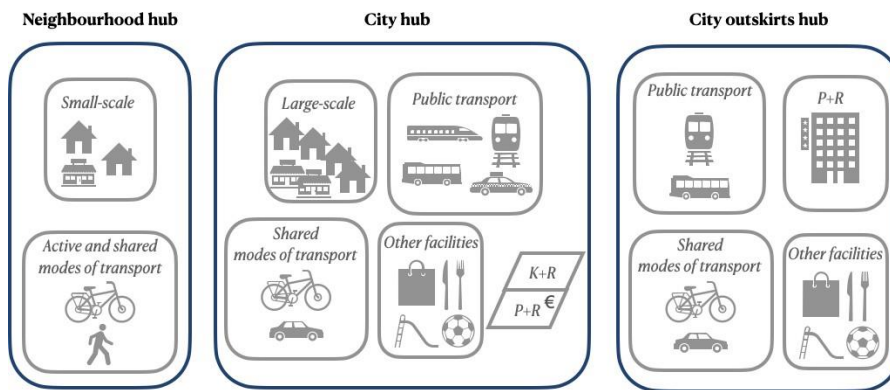 Neighbourhood hub
Small-scale
Active and shared
modes of transport
City hub
Large-scale
Public transport
Shared
modes of transport
Other facilities
K+R
P+R €
City outskirts hub
Public transport
P+R
Shared
modes of transport
Other facilities